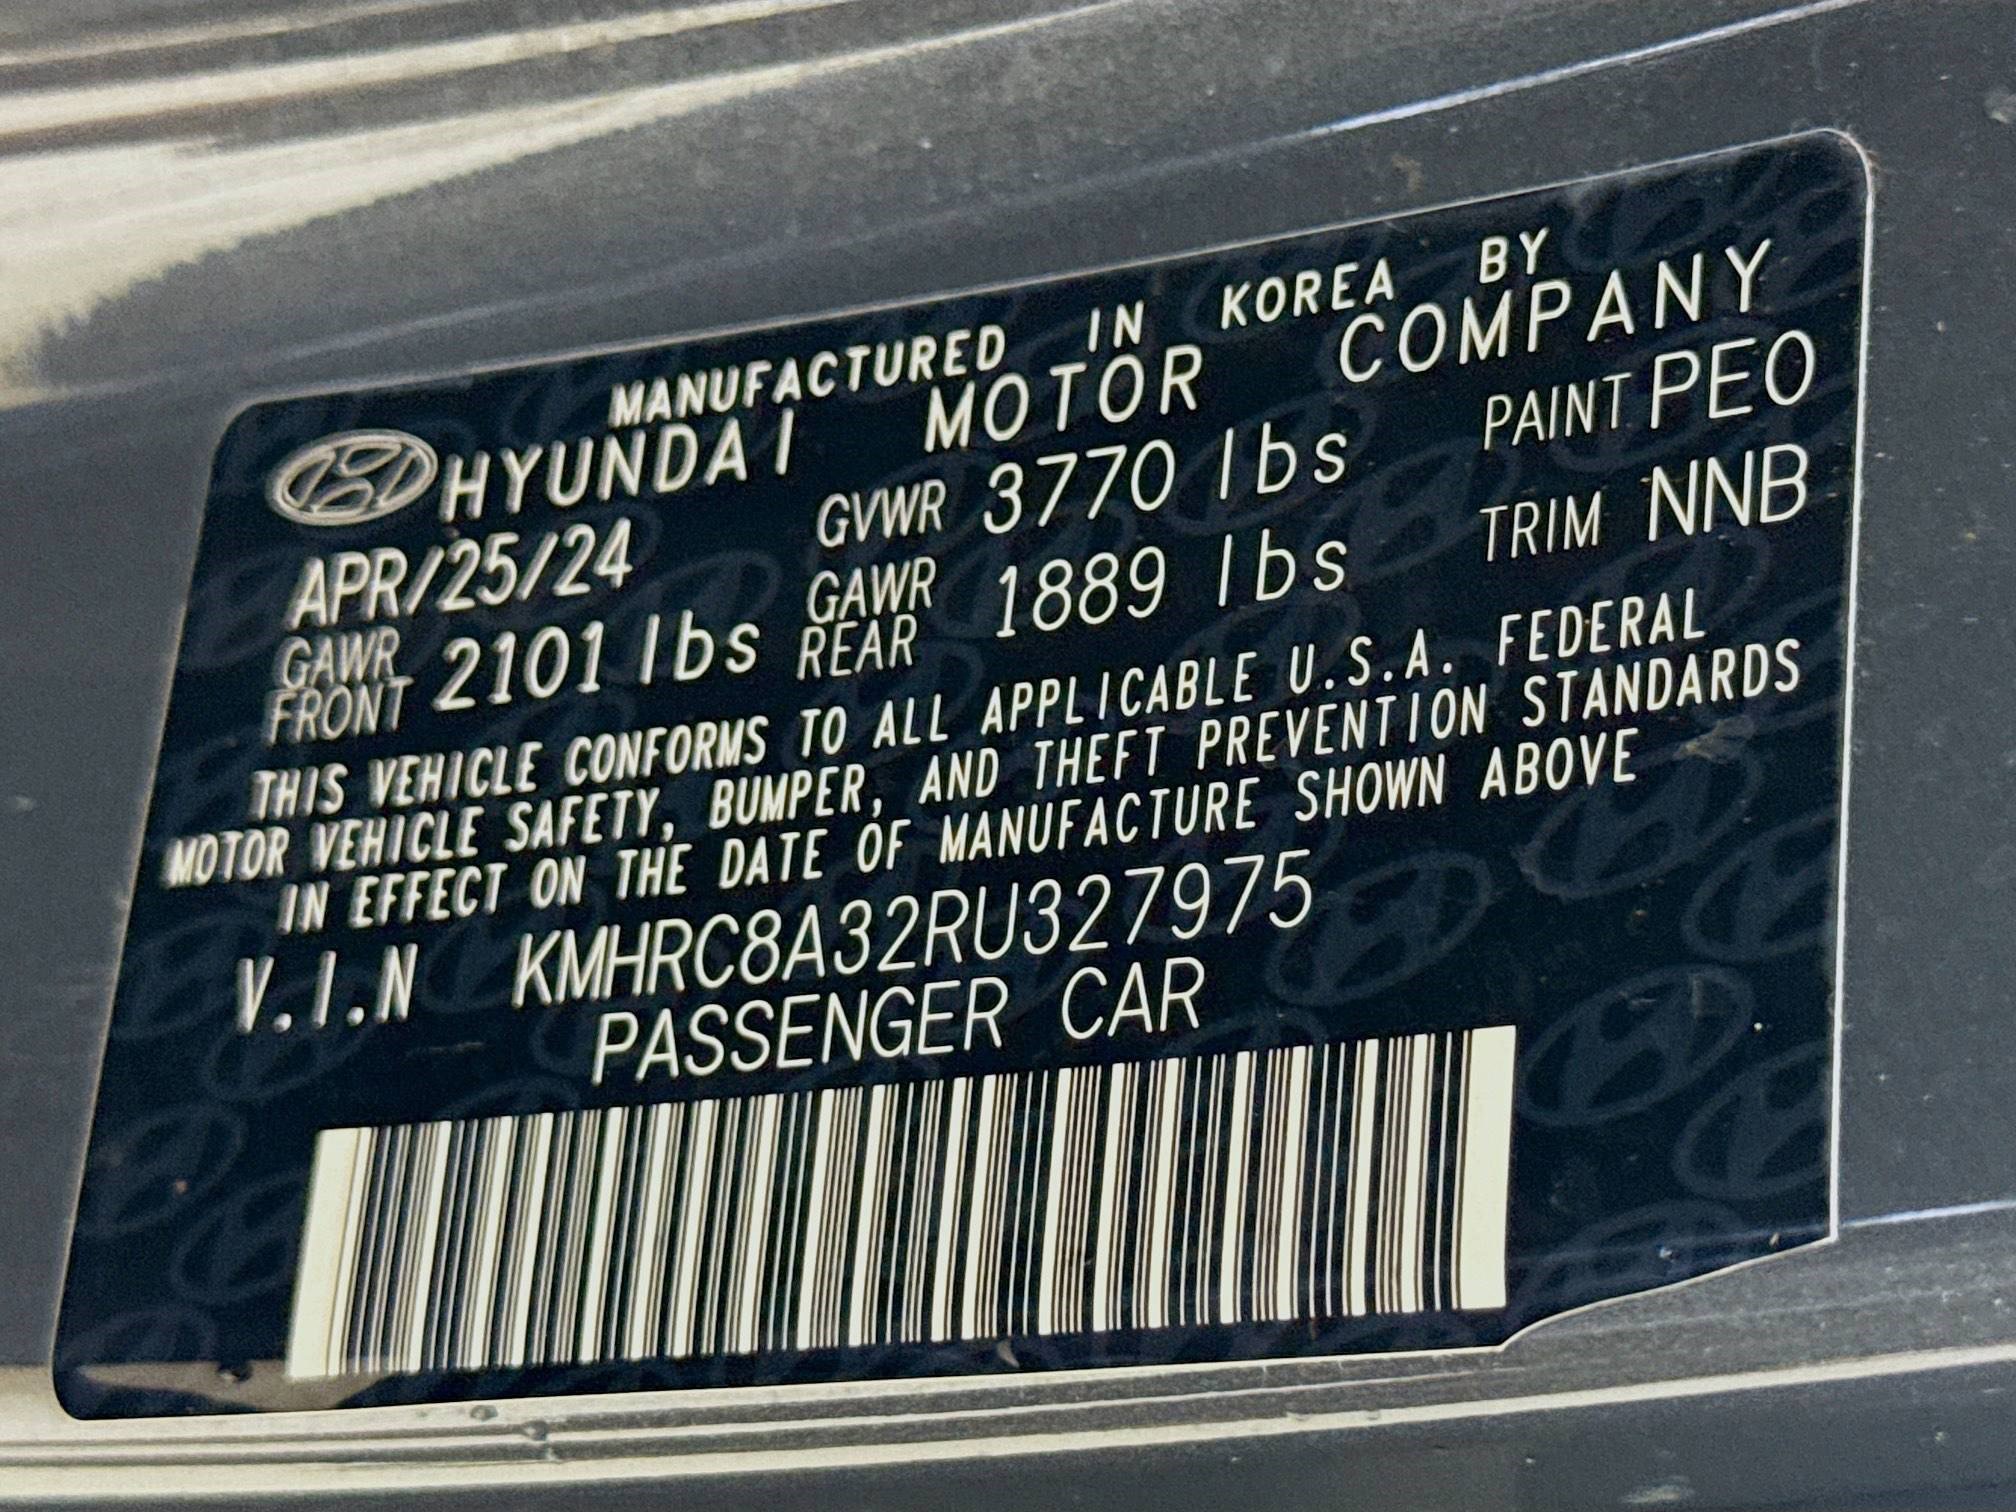 MANUFACTURED IN KOREA BY
HYUNDAI MOTOR COMPANY
APR/25/24 GVWR 3770 lbs PAINT PEO
GAWR FRONT 2101 lbs GAWR REAR 1889 lbs TRIM NNB
THIS VEHICLE CONFORMS TO ALL APPLICABLE U.S.A. FEDERAL
MOTOR VEHICLE SAFETY, BUMPER, AND THEFT PREVENTION STANDARDS
IN EFFECT ON THE DATE OF MANUFACTURE SHOWN ABOVE
V.I.N KMHRC8A32RU327975
PASSENGER CAR